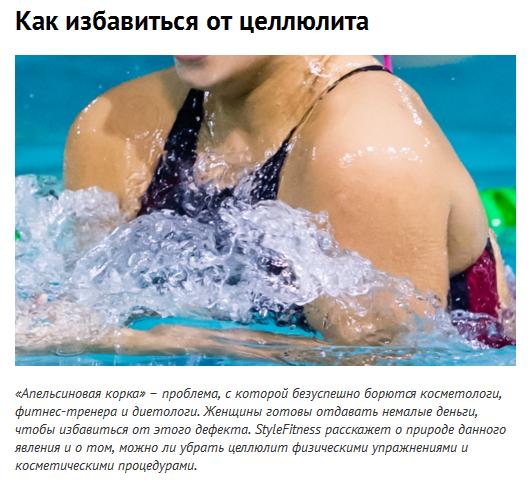 Как избавиться от целлюлита
«Апельсиновая корка» – проблема, с которой безуспешно борются косметологи,
фитнес-тренера и диетологи. Женщины готовы отдавать немалые деньги,
чтобы избавиться от этого дефекта. StyleFitness расскажет о природе данного
явления и о том, можно ли убрать целлюлит физическими упражнениями и
косметическими процедурами.